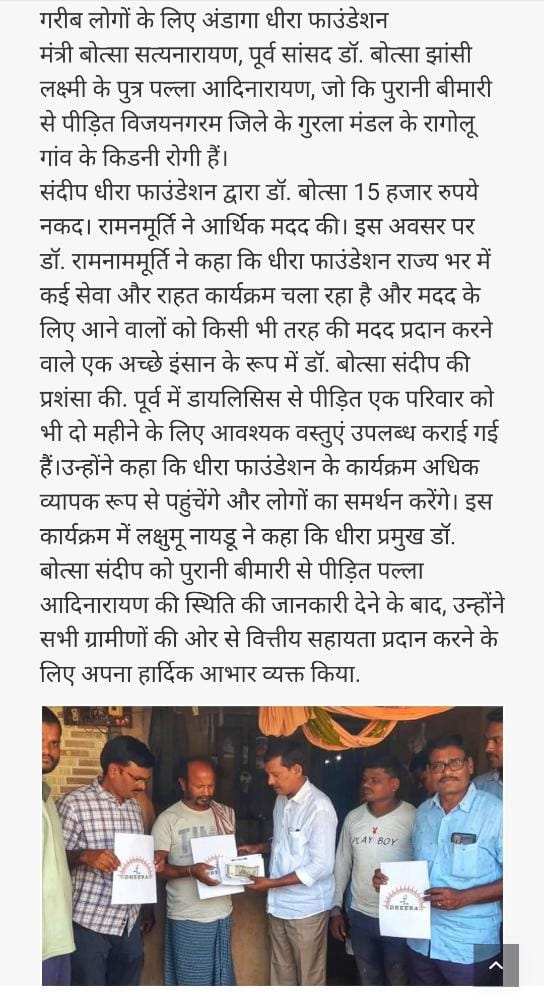 गरीब लोगों के लिए अंडागा धीरा फाउंडेशन
मंत्री बोत्सा सत्यनारायण, पूर्व सांसद डॉ. बोत्सा झांसी
लक्ष्मी के पुत्र पल्ला आदिनारायण, जो कि पुरानी बीमारी
से पीड़ित विजयनगरम जिले के गुरला मंडल के रागोलू
गांव के किडनी रोगी हैं।
संदीप धीरा फाउंडेशन द्वारा डॉ. बोत्सा 15 हजार रुपये
नकद। रामनमूर्ति ने आर्थिक मदद की। इस अवसर पर
डॉ. रामनाममूर्ति ने कहा कि धीरा फाउंडेशन राज्य भर में
कई सेवा और राहत कार्यक्रम चला रहा है और मदद के
लिए आने वालों को किसी भी तरह की मदद प्रदान करने
वाले एक अच्छे इंसान के रूप में डॉ. बोत्सा संदीप की
प्रशंसा की. पूर्व में डायलिसिस से पीड़ित एक परिवार को
भी दो महीने के लिए आवश्यक वस्तुएं उपलब्ध कराई गई
हैं।उन्होंने कहा कि धीरा फाउंडेशन के कार्यक्रम अधिक
व्यापक रूप से पहुंचेंगे और लोगों का समर्थन करेंगे। इस
कार्यक्रम में लक्षुमू नायडू ने कहा कि धीरा प्रमुख डॉ.
बोत्सा संदीप को पुरानी बीमारी से पीड़ित पल्ला
आदिनारायण की स्थिति की जानकारी देने के बाद, उन्होंने
सभी ग्रामीणों की ओर से वित्तीय सहायता प्रदान करने के
लिए अपना हार्दिक आभार व्यक्त किया.
PLAY BOY
DHEERA
DHEERA
DHEERA